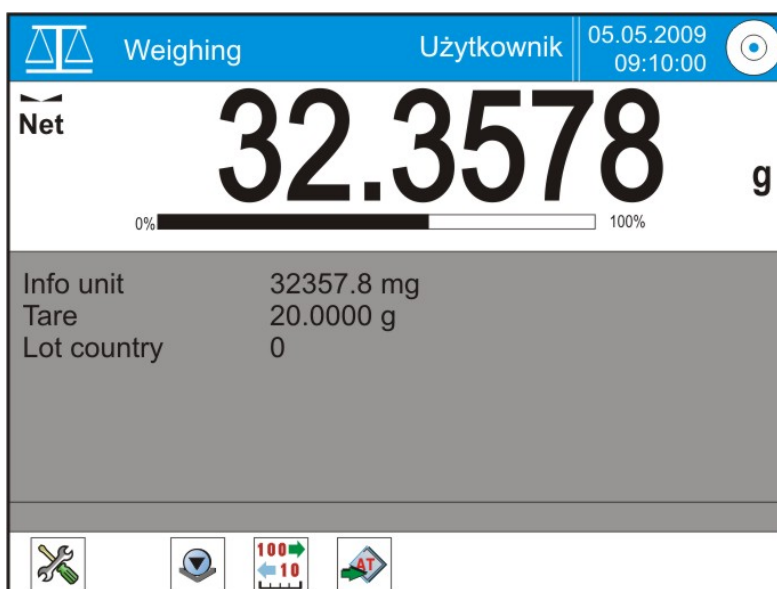 Weighing Użytkownik 05.05.2009
09:10:00
Net 32.3578 g
0% 100%
Info unit 32357.8 mg
Tare 20.0000 g
Lot country 0
100
10
AT